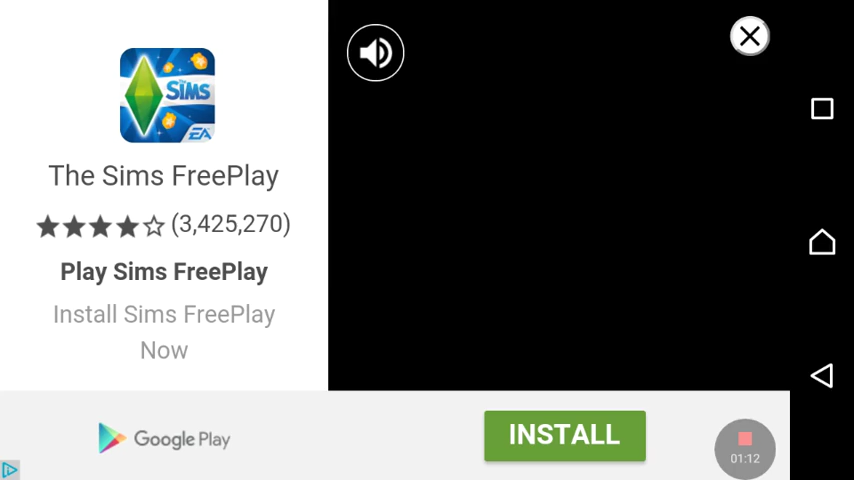 THE SIMS
EA
The Sims FreePlay
(3,425,270)
Play Sims FreePlay
Install Sims FreePlay
Now
Google Play
INSTALL
01:12